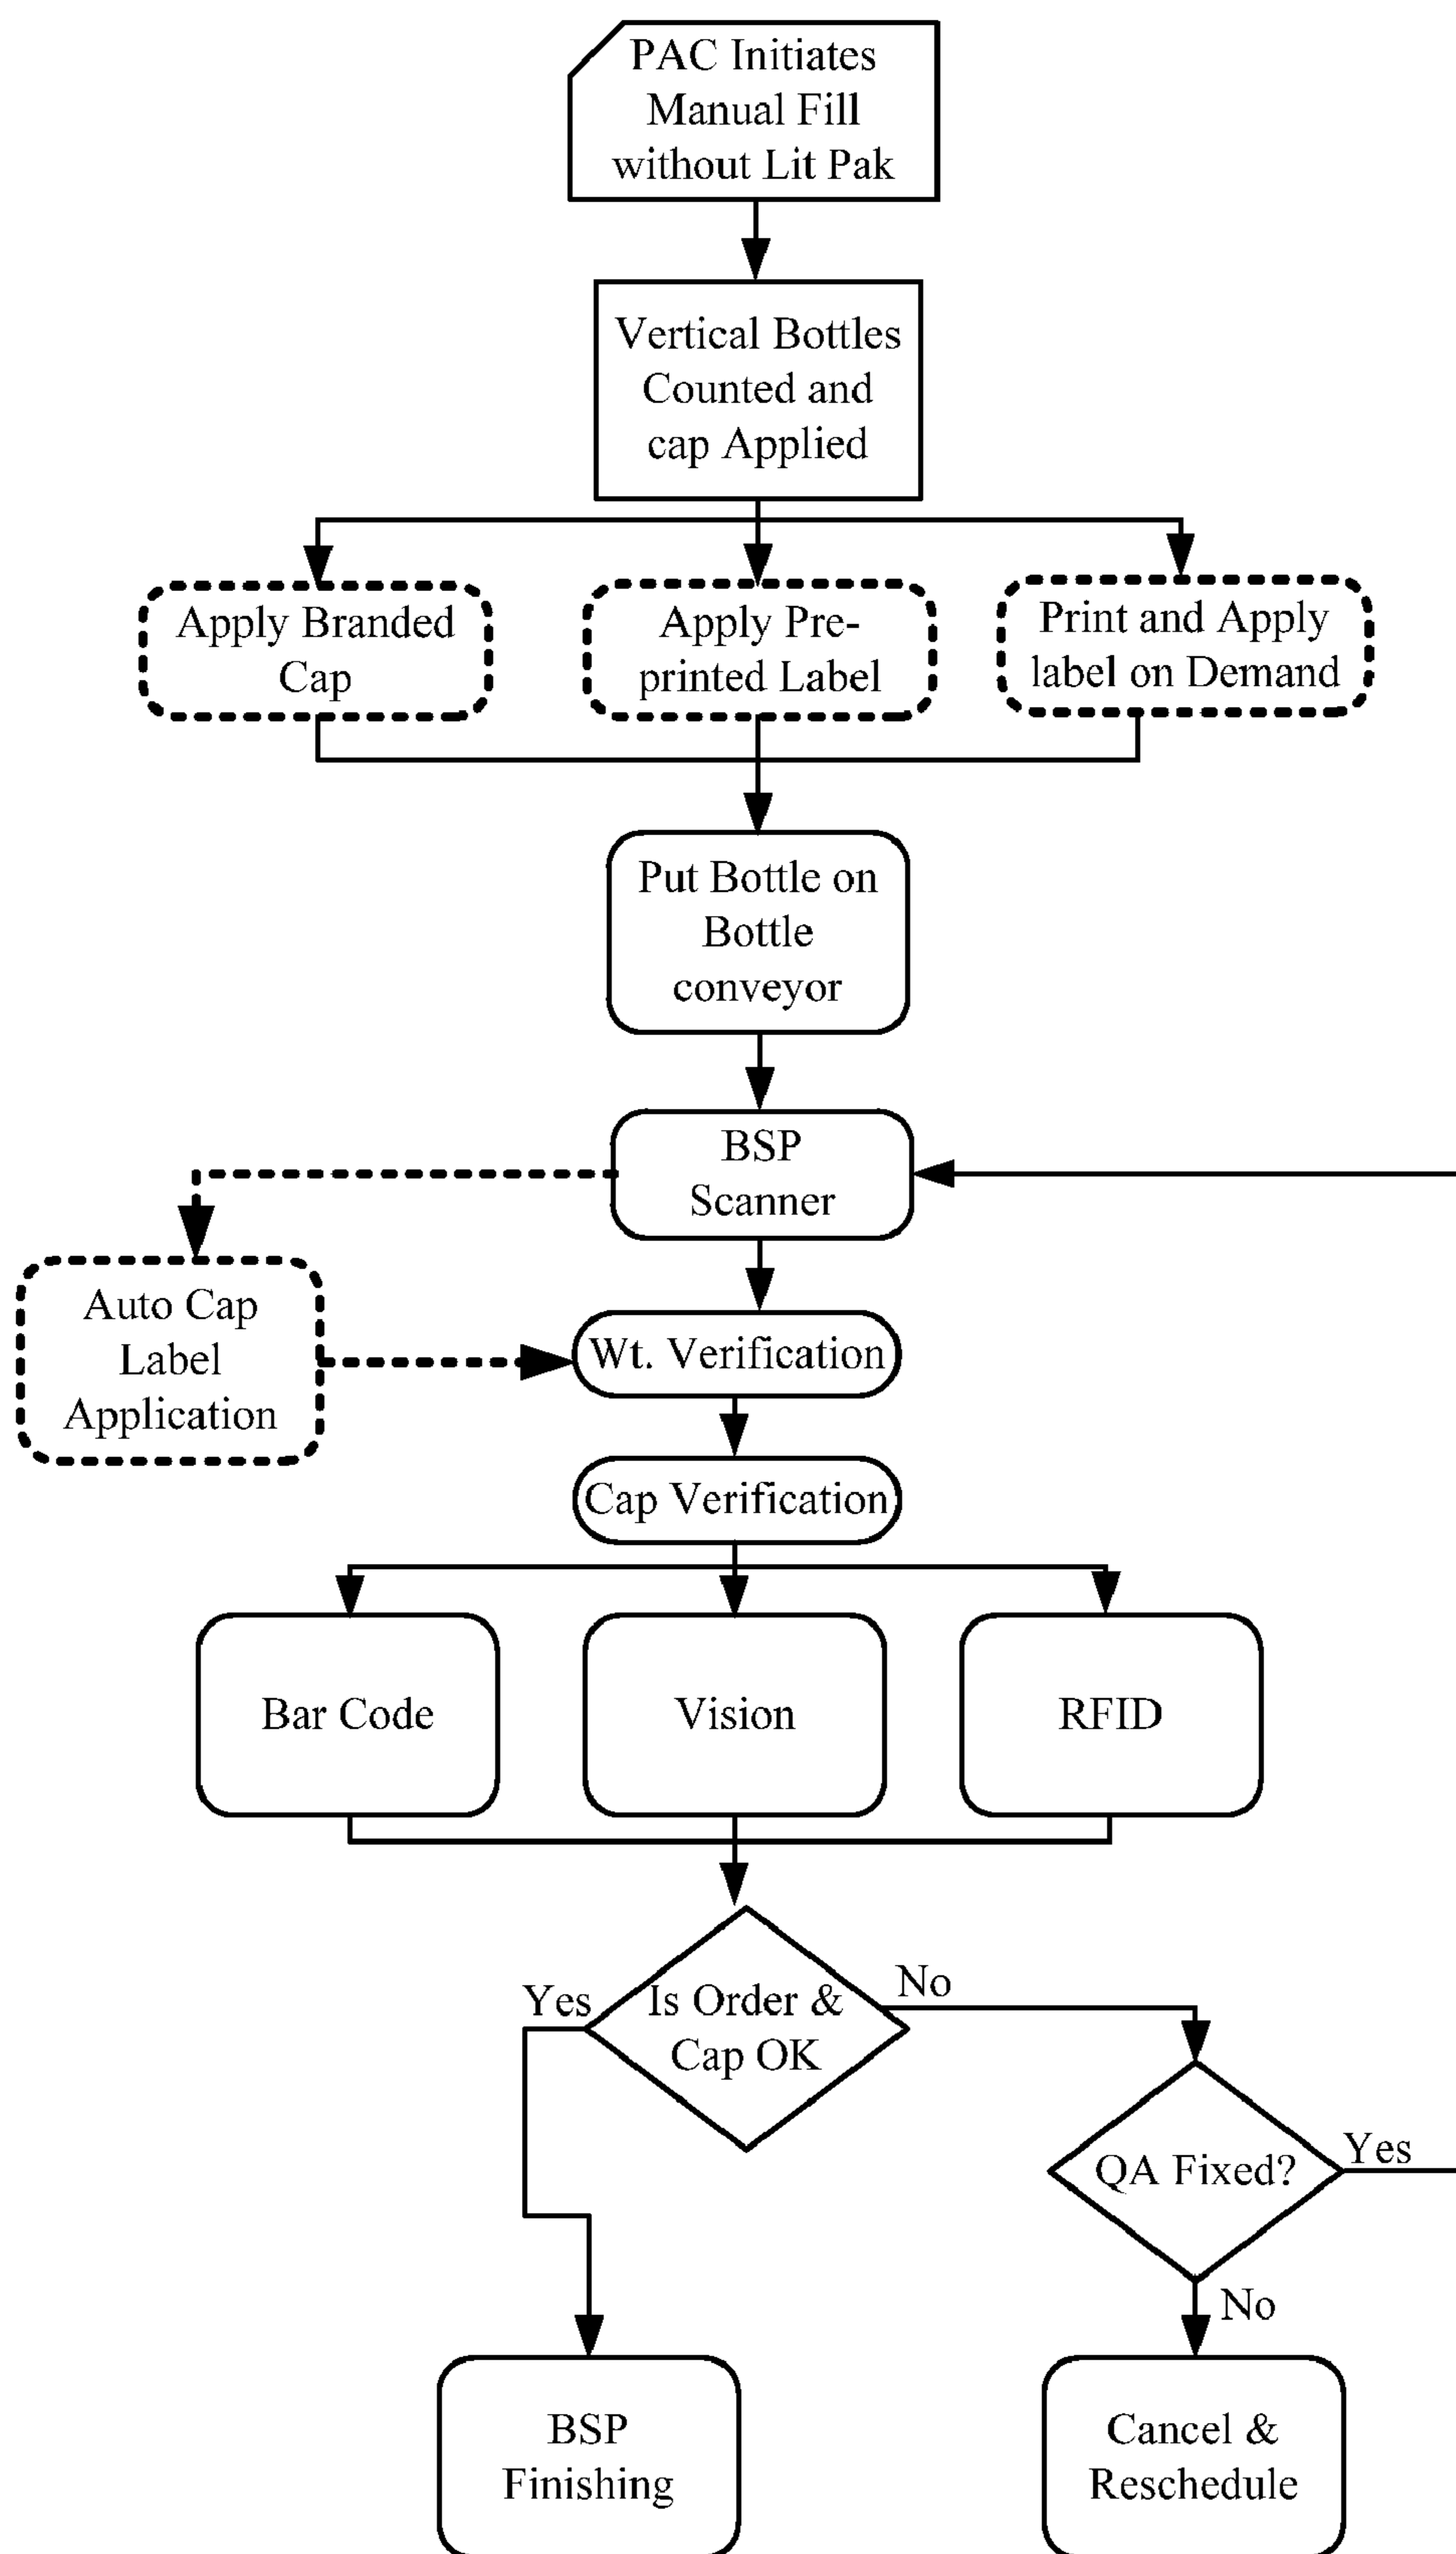 PAC Initiates
Manual Fill
without Lit Pak
Vertical Bottles
Counted and
cap Applied
Apply Branded
Cap
Apply Pre-
printed Label
Print and Apply
label on Demand
Put Bottle on
Bottle
conveyor
BSP
Scanner
Auto Cap
Label
Application
Wt. Verification
Cap Verification
Bar Code
Vision
RFID
Yes
Is Order &
Cap OK
No
QA Fixed?
Yes
No
BSP
Finishing
Cancel &
Reschedule